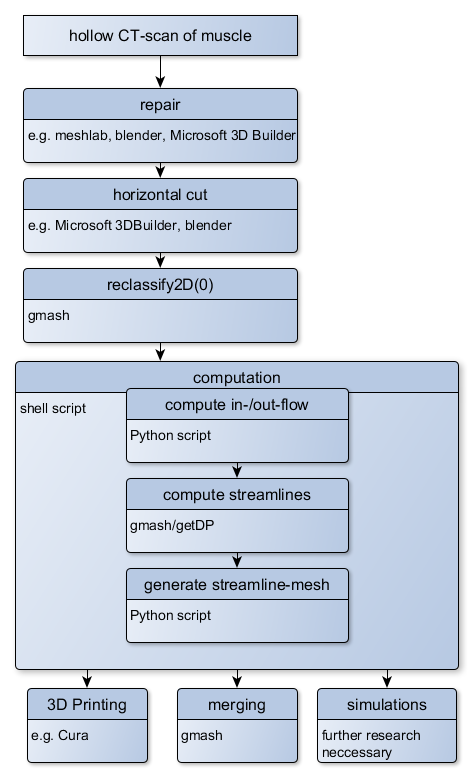 hollow CT-scan of muscle
repair
e.g. meshlab, blender, Microsoft 3D Builder
horizontal cut
e.g. Microsoft 3DBuilder, blender
reclassify2D(0)
gmash
computation
shell script
compute in-/out-flow
Python script
compute streamlines
gmash/getDP
generate streamline-mesh
Python script
3D Printing
e.g. Cura
merging
gmash
simulations
further research
neccessary